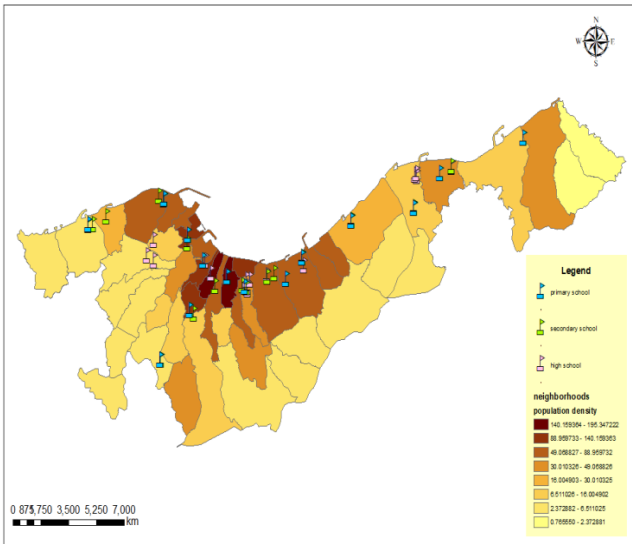 N
W E
S
Legend
primary school
secondary school
high school
neighborhoods
population density
140.159364 - 195.347222
88.959733 - 140.159363
49.068827 - 88.959732
30.010326 - 49.068826
16.004903 - 30.010325
6.511026 - 16.004902
2.372882 - 6.511025
0.765550 - 2.372881
0 875 1,750 3,500 5,250 7,000
km